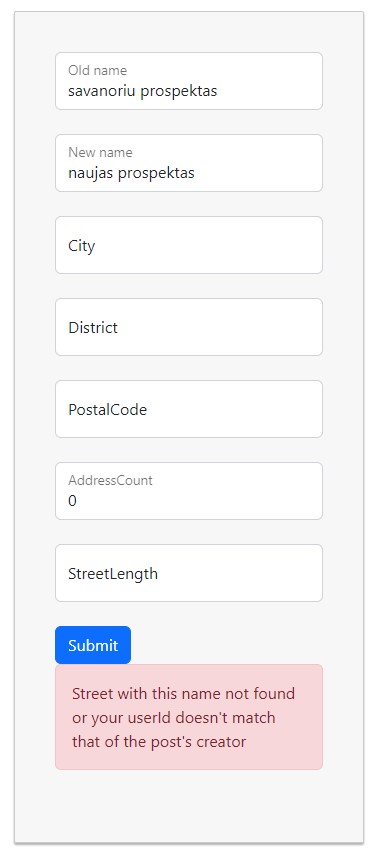 Old name
savanoriu prospektas
New name
naujas prospektas
City
District
PostalCode
AddressCount
0
StreetLength
Submit
Street with this name not found
or your userId doesn't match
that of the post's creator